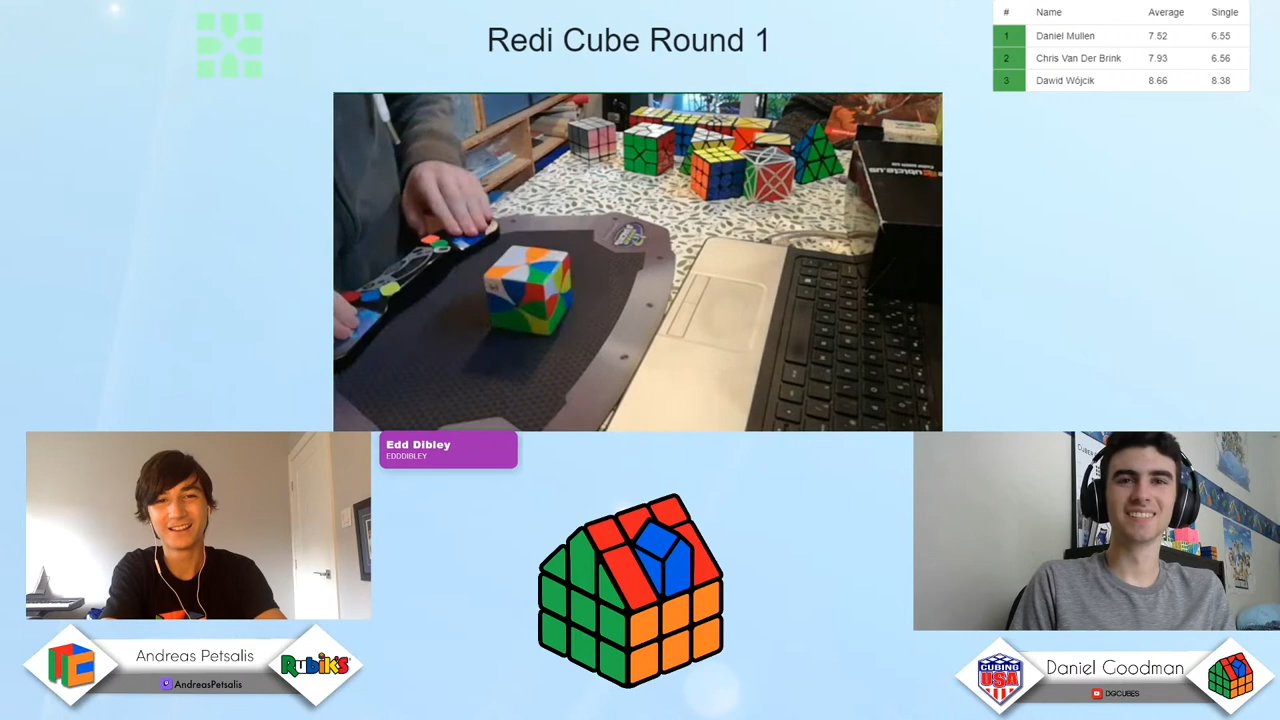 Redi Cube Round 1
# Name Average Single
1 Daniel Mullen 7.52 6.55
2 Chris Van Der Brink 7.93 6.56
3 Dawid Wójcik 8.66 8.38
Edd Dibley
EDDDIBLEY
Andreas Petsalis
AndreasPetsalis
RUBIK'S
CUBING
USA
Daniel Goodman
DGCUBES